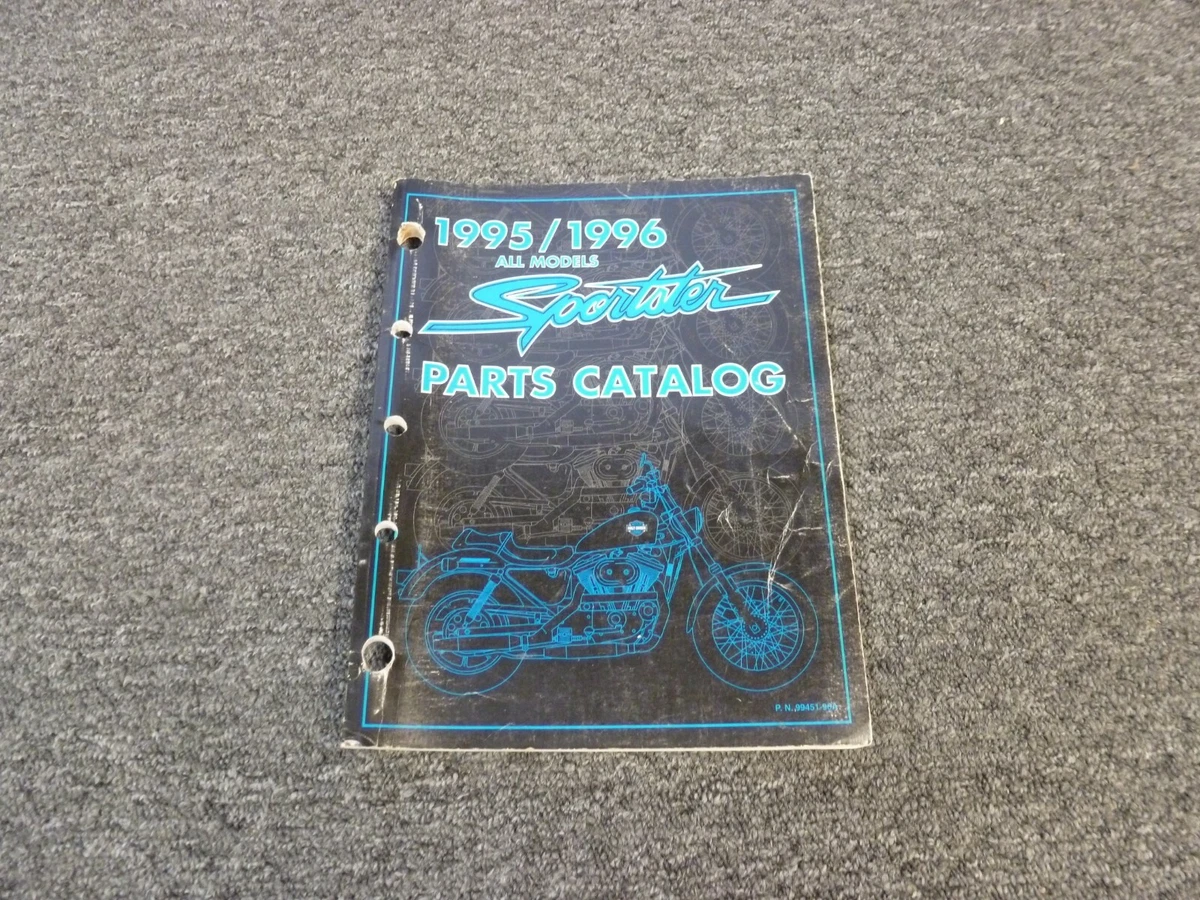 1995/1996
ALL MODELS
Sportster
PARTS CATALOG
P. N.